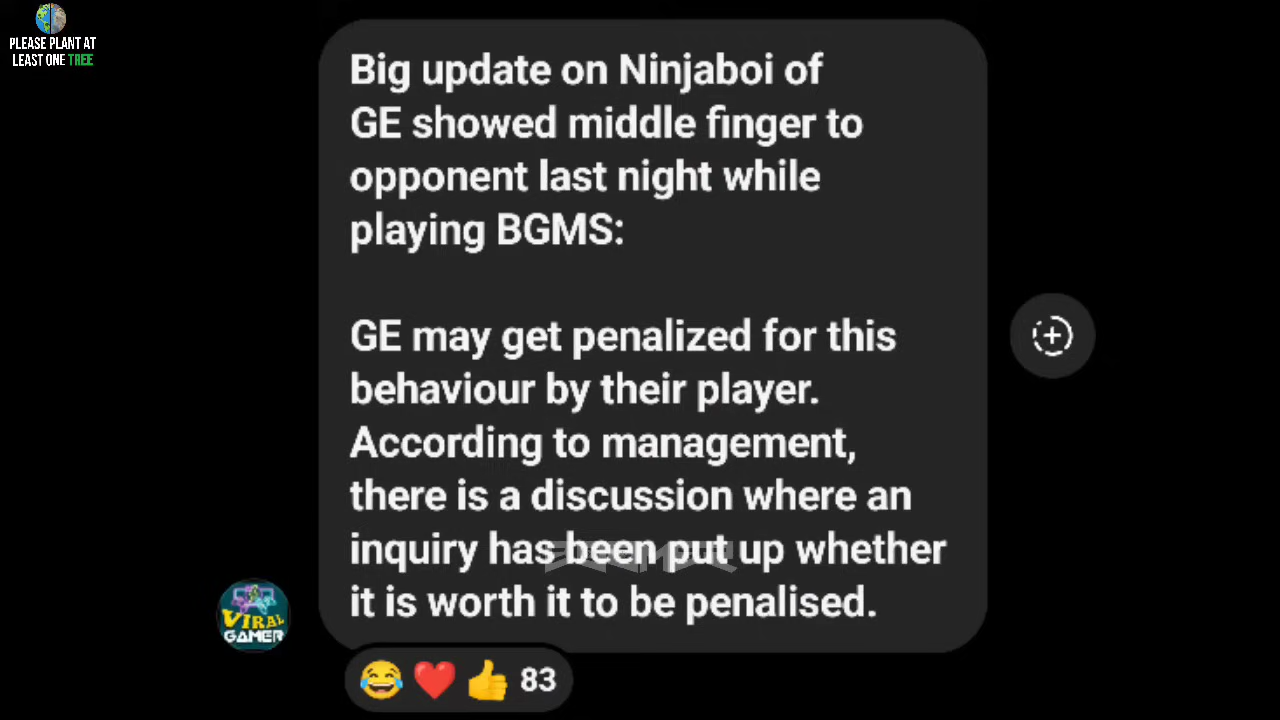 PLEASE PLANT AT
LEAST ONE TREE
Big update on Ninjaboi of
GE showed middle finger to
opponent last night while
playing BGMS:
GE may get penalized for this
behaviour by their player.
According to management,
there is a discussion where an
inquiry has been put up whether
it is worth it to be penalised.
VIRAL
GAMER
83